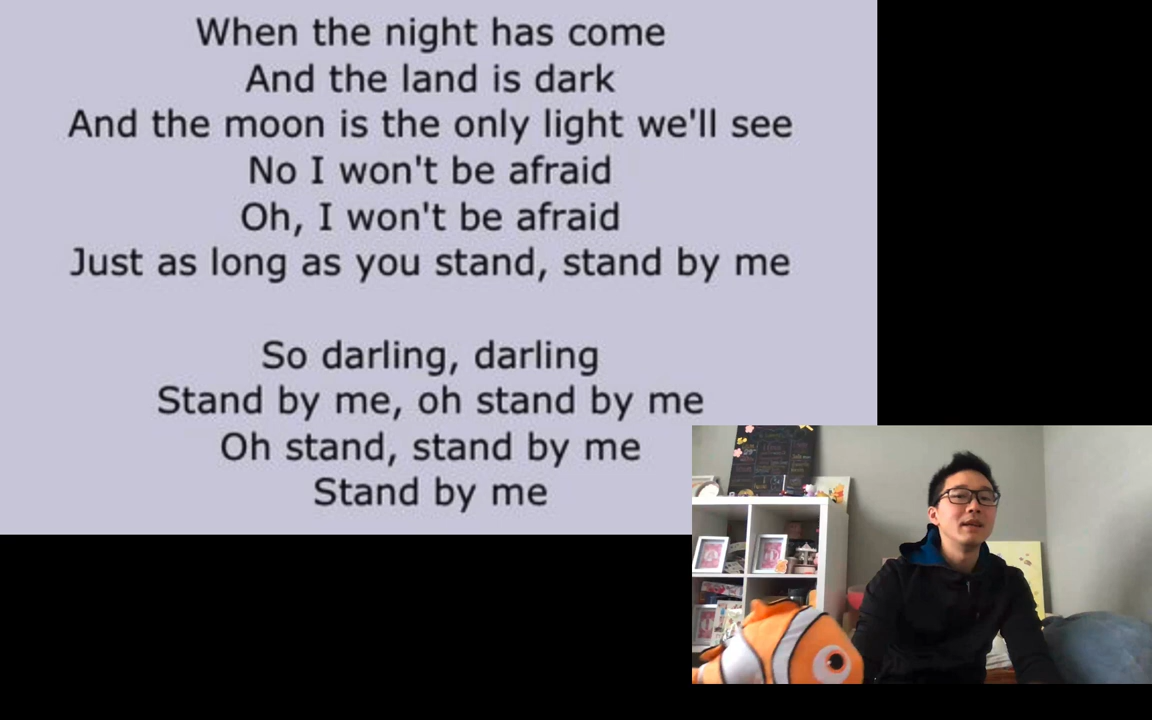 When the night has come
And the land is dark
And the moon is the only light we'll see
No I won't be afraid
Oh, I won't be afraid
Just as long as you stand, stand by me
So darling, darling
Stand by me, oh stand by me
Oh stand, stand by me
Stand by me